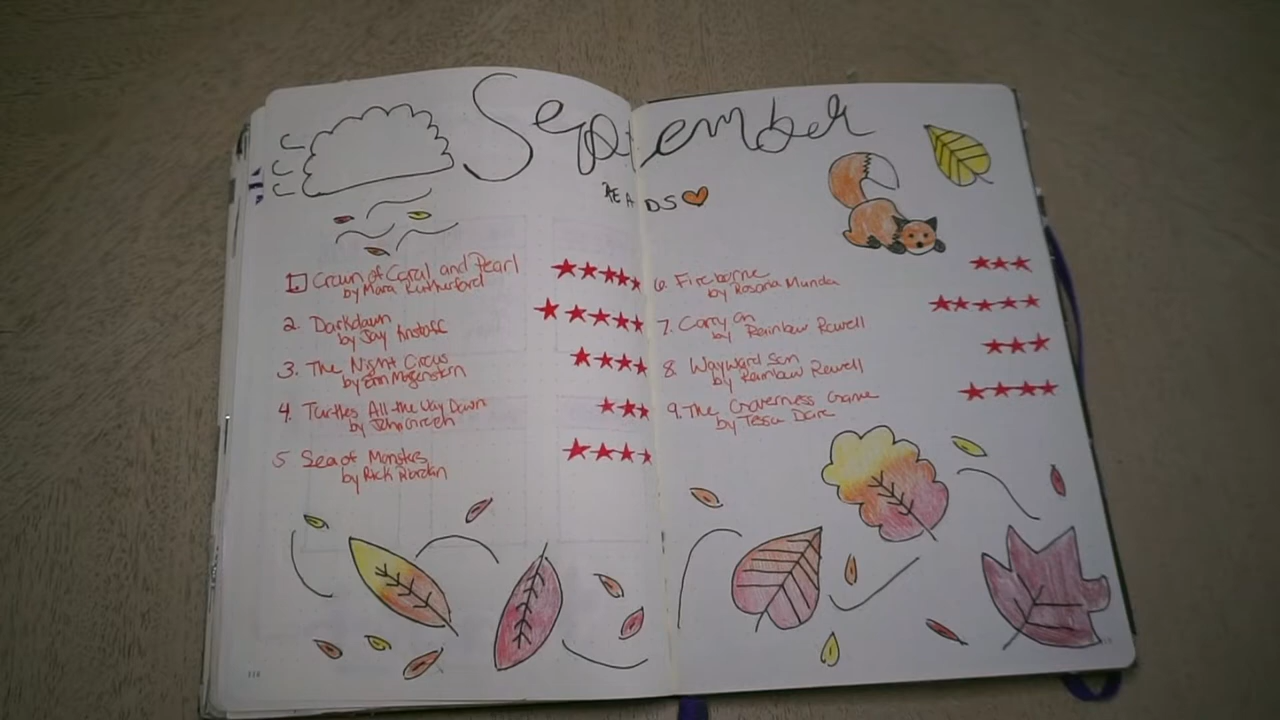 September
READS
1. Crown of Coral and Pearl
by Mara Rutherford
2. Darkdawn
by Jay Kristoff
3. The Night Circus
by Erin Morgenstern
4. Turtles All the Way Down
by John Green
5 Sea of Monsters
by Rick Riordan
6. Fireborne
by Rosaria Munda
7. Carry On
by Rainbow Rowell
8. Wayward Son
by Rainbow Rowell
9. The Governess Game
by Tessa Dare
116